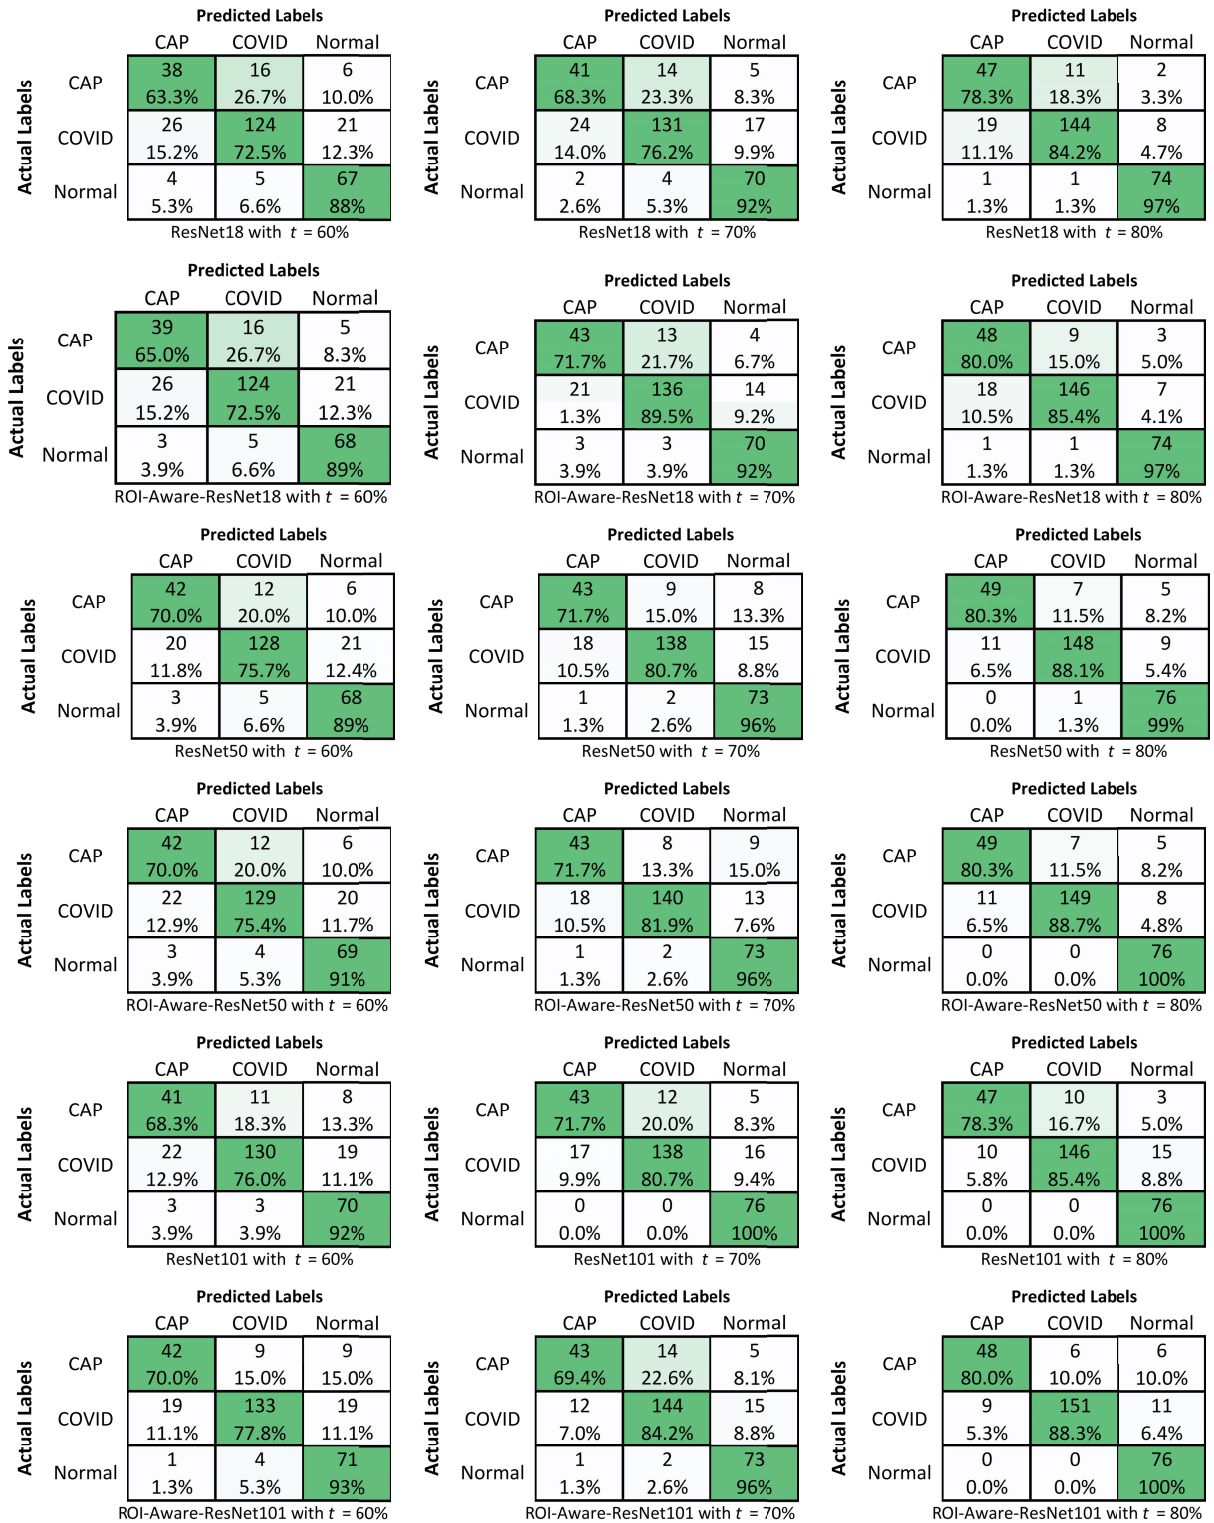 Predicted Labels
CAP COVID Normal
Actual Labels
CAP 38 16 6
63.3% 26.7% 10.0%
COVID 26 124 21
15.2% 72.5% 12.3%
Normal 4 5 67
5.3% 6.6% 88%
ResNet18 with t = 60%
Predicted Labels
CAP COVID Normal
Actual Labels
CAP 41 14 5
68.3% 23.3% 8.3%
COVID 24 131 17
14.0% 76.2% 9.9%
Normal 2 4 70
2.6% 5.3% 92%
ResNet18 with t = 70%
Predicted Labels
CAP COVID Normal
Actual Labels
CAP 47 11 2
78.3% 18.3% 3.3%
COVID 19 144 8
11.1% 84.2% 4.7%
Normal 1 1 74
1.3% 1.3% 97%
ResNet18 with t = 80%
Predicted Labels
CAP COVID Normal
Actual Labels
CAP 39 16 5
65.0% 26.7% 8.3%
COVID 26 124 21
15.2% 72.5% 12.3%
Normal 3 5 68
3.9% 6.6% 89%
ROI-Aware-ResNet18 with t = 60%
Predicted Labels
CAP COVID Normal
Actual Labels
CAP 43 13 4
71.7% 21.7% 6.7%
COVID 21 136 14
1.3% 89.5% 9.2%
Normal 3 3 70
3.9% 3.9% 92%
ROI-Aware-ResNet18 with t = 70%
Predicted Labels
CAP COVID Normal
Actual Labels
CAP 48 9 3
80.0% 15.0% 5.0%
COVID 18 146 7
10.5% 85.4% 4.1%
Normal 1 1 74
1.3% 1.3% 97%
ROI-Aware-ResNet18 with t = 80%
Predicted Labels
CAP COVID Normal
Actual Labels
CAP 42 12 6
70.0% 20.0% 10.0%
COVID 20 128 21
11.8% 75.7% 12.4%
Normal 3 5 68
3.9% 6.6% 89%
ResNet50 with t = 60%
Predicted Labels
CAP COVID Normal
Actual Labels
CAP 43 9 8
71.7% 15.0% 13.3%
COVID 18 138 15
10.5% 80.7% 8.8%
Normal 1 2 73
1.3% 2.6% 96%
ResNet50 with t = 70%
Predicted Labels
CAP COVID Normal
Actual Labels
CAP 49 7 5
80.3% 11.5% 8.2%
COVID 11 148 9
6.5% 88.1% 5.4%
Normal 0 1 76
0.0% 1.3% 99%
ResNet50 with t = 80%
Predicted Labels
CAP COVID Normal
Actual Labels
CAP 42 12 6
70.0% 20.0% 10.0%
COVID 22 129 20
12.9% 75.4% 11.7%
Normal 3 4 69
3.9% 5.3% 91%
ROI-Aware-ResNet50 with t = 60%
Predicted Labels
CAP COVID Normal
Actual Labels
CAP 43 8 9
71.7% 13.3% 15.0%
COVID 18 140 13
10.5% 81.9% 7.6%
Normal 1 2 73
1.3% 2.6% 96%
ROI-Aware-ResNet50 with t = 70%
Predicted Labels
CAP COVID Normal
Actual Labels
CAP 49 7 5
80.3% 11.5% 8.2%
COVID 11 149 8
6.5% 88.7% 4.8%
Normal 0 0 76
0.0% 0.0% 100%
ROI-Aware-ResNet50 with t = 80%
Predicted Labels
CAP COVID Normal
Actual Labels
CAP 41 11 8
68.3% 18.3% 13.3%
COVID 22 130 19
12.9% 76.0% 11.1%
Normal 3 3 70
3.9% 3.9% 92%
ResNet101 with t = 60%
Predicted Labels
CAP COVID Normal
Actual Labels
CAP 43 12 5
71.7% 20.0% 8.3%
COVID 17 138 16
9.9% 80.7% 9.4%
Normal 0 0 76
0.0% 0.0% 100%
ResNet101 with t = 70%
Predicted Labels
CAP COVID Normal
Actual Labels
CAP 47 10 3
78.3% 16.7% 5.0%
COVID 10 146 15
5.8% 85.4% 8.8%
Normal 0 0 76
0.0% 0.0% 100%
ResNet101 with t = 80%
Predicted Labels
CAP COVID Normal
Actual Labels
CAP 42 9 9
70.0% 15.0% 15.0%
COVID 19 133 19
11.1% 77.8% 11.1%
Normal 1 4 71
1.3% 5.3% 93%
ROI-Aware-ResNet101 with t = 60%
Predicted Labels
CAP COVID Normal
Actual Labels
CAP 43 14 5
69.4% 22.6% 8.1%
COVID 12 144 15
7.0% 84.2% 8.8%
Normal 1 2 73
1.3% 2.6% 96%
ROI-Aware-ResNet101 with t = 70%
Predicted Labels
CAP COVID Normal
Actual Labels
CAP 48 6 6
80.0% 10.0% 10.0%
COVID 9 151 11
5.3% 88.3% 6.4%
Normal 0 0 76
0.0% 0.0% 100%
ROI-Aware-ResNet101 with t = 80%